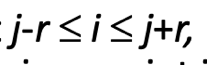 j-r ≤ i ≤ j+r,